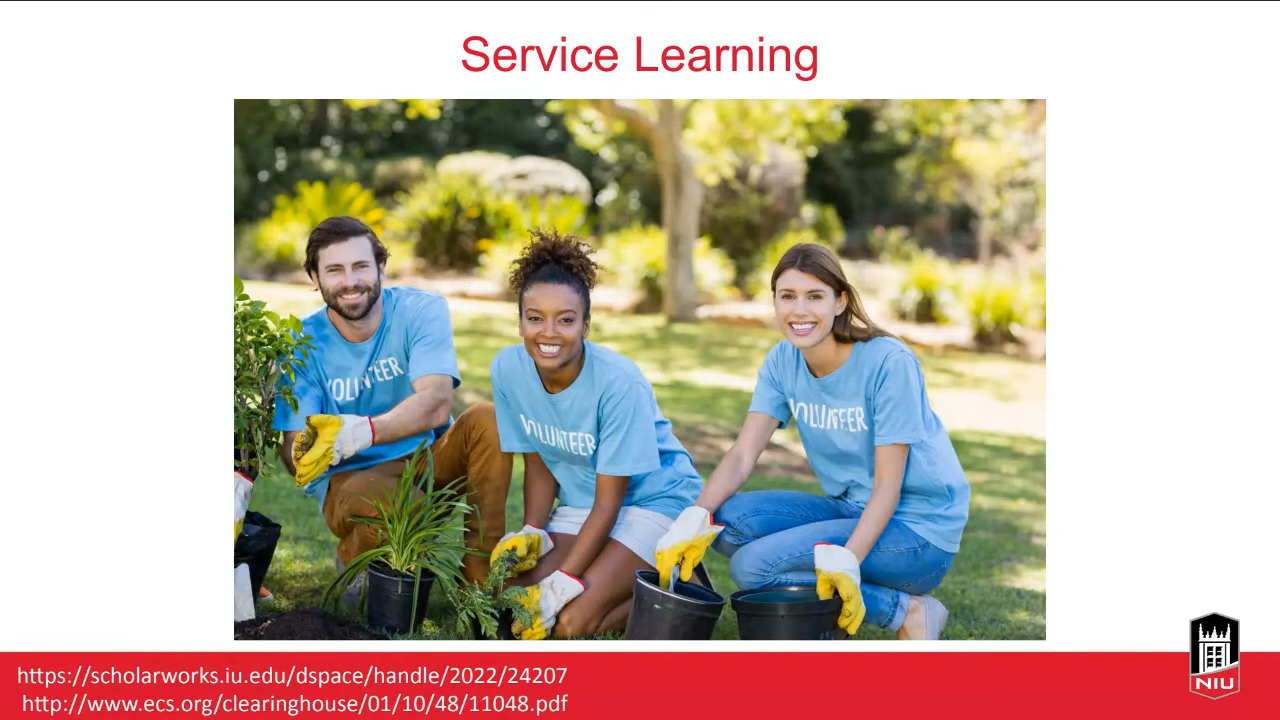 Service Learning
VOLUNTEER
VOLUNTEER
VOLUNTEER
https://scholarworks.iu.edu/dspace/handle/2022/24207
http://www.ecs.org/clearinghouse/01/10/48/11048.pdf
NIU